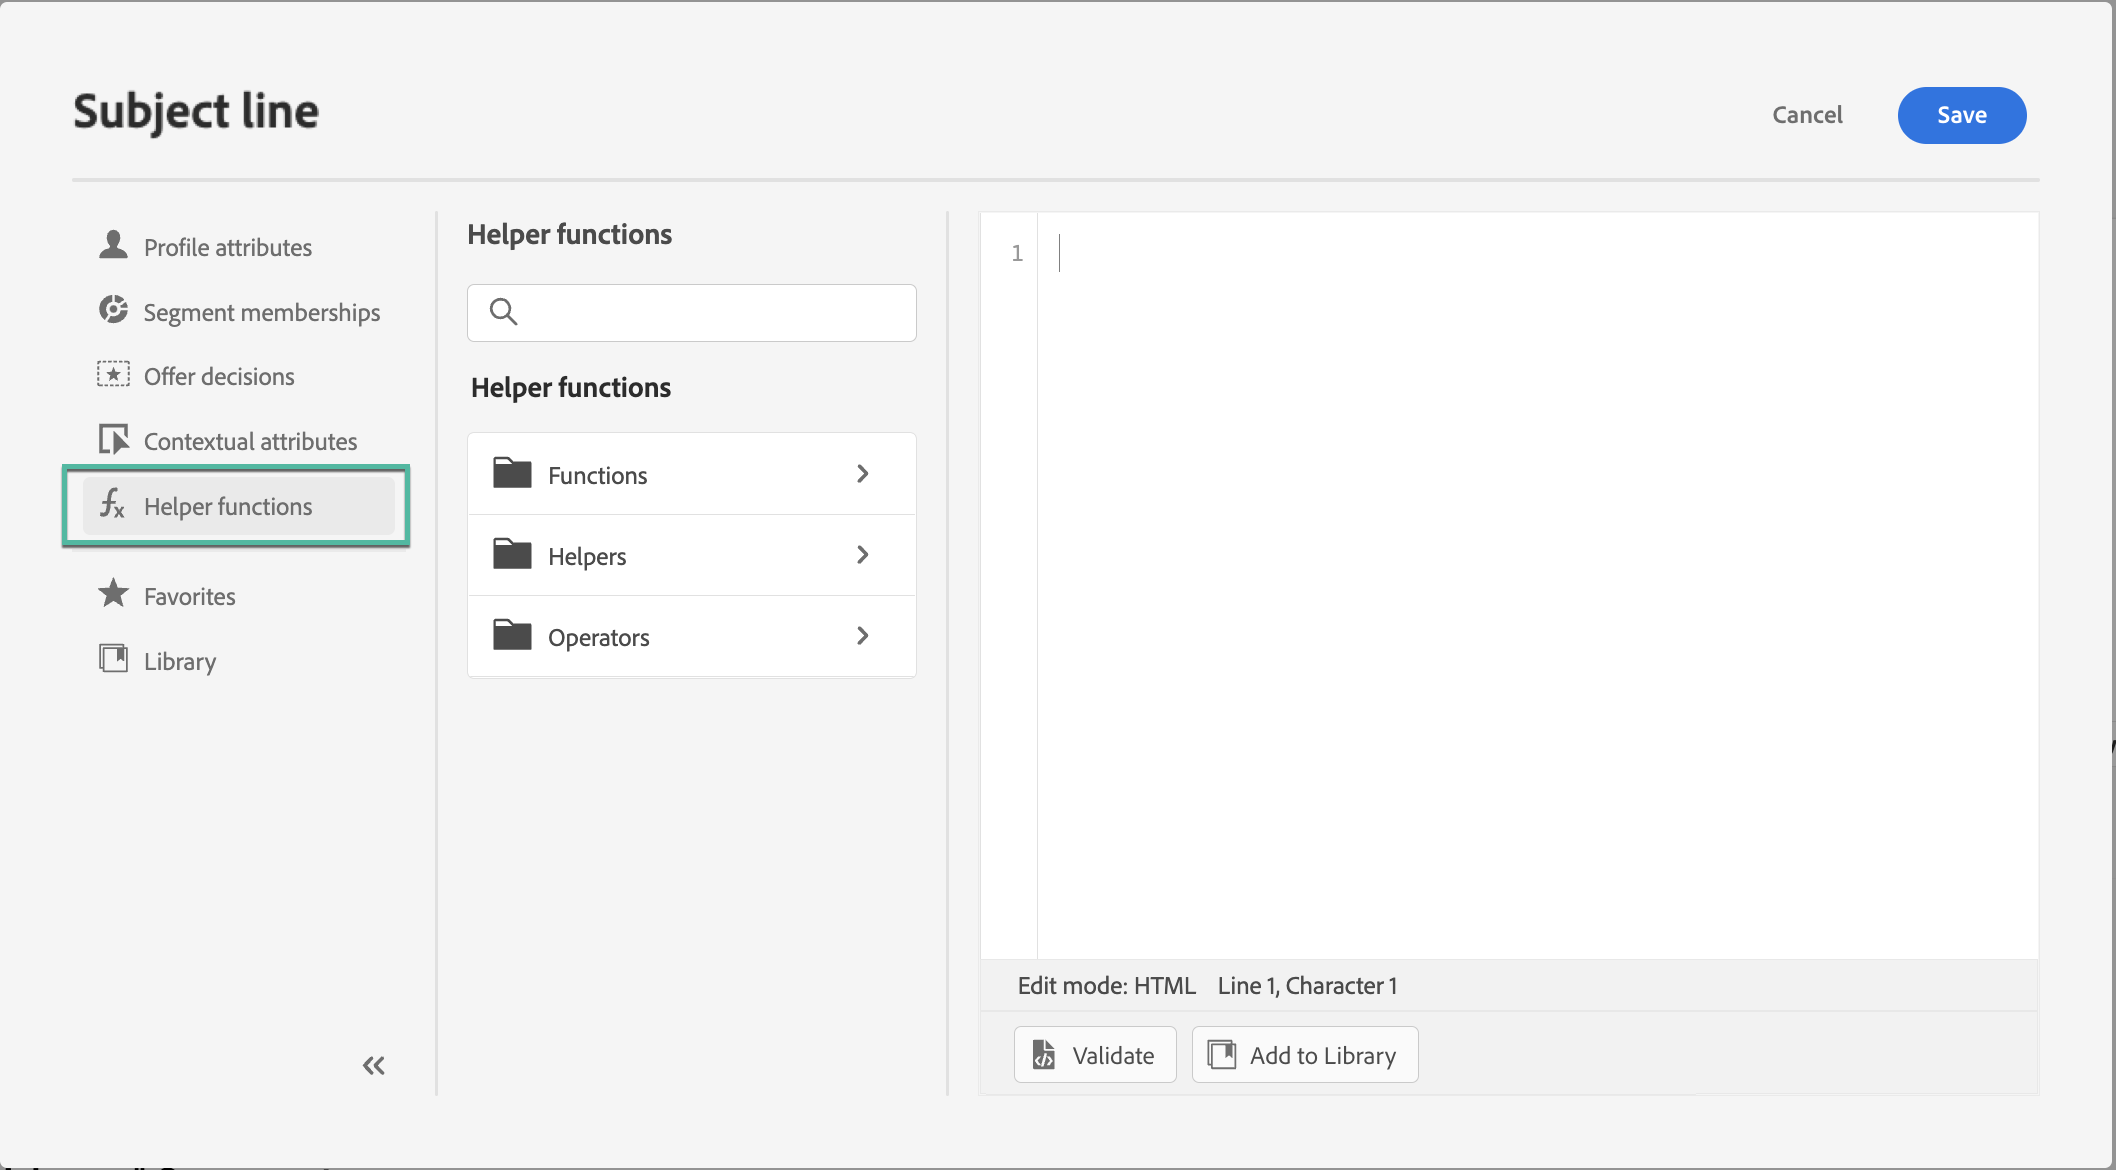 Subject line
Cancel
Save
Profile attributes
Segment memberships
Offer decisions
Contextual attributes
Helper functions
Favorites
Library
Helper functions
Helper functions
Functions
Helpers
Operators
1
Edit mode: HTML Line 1, Character 1
Validate
Add to Library